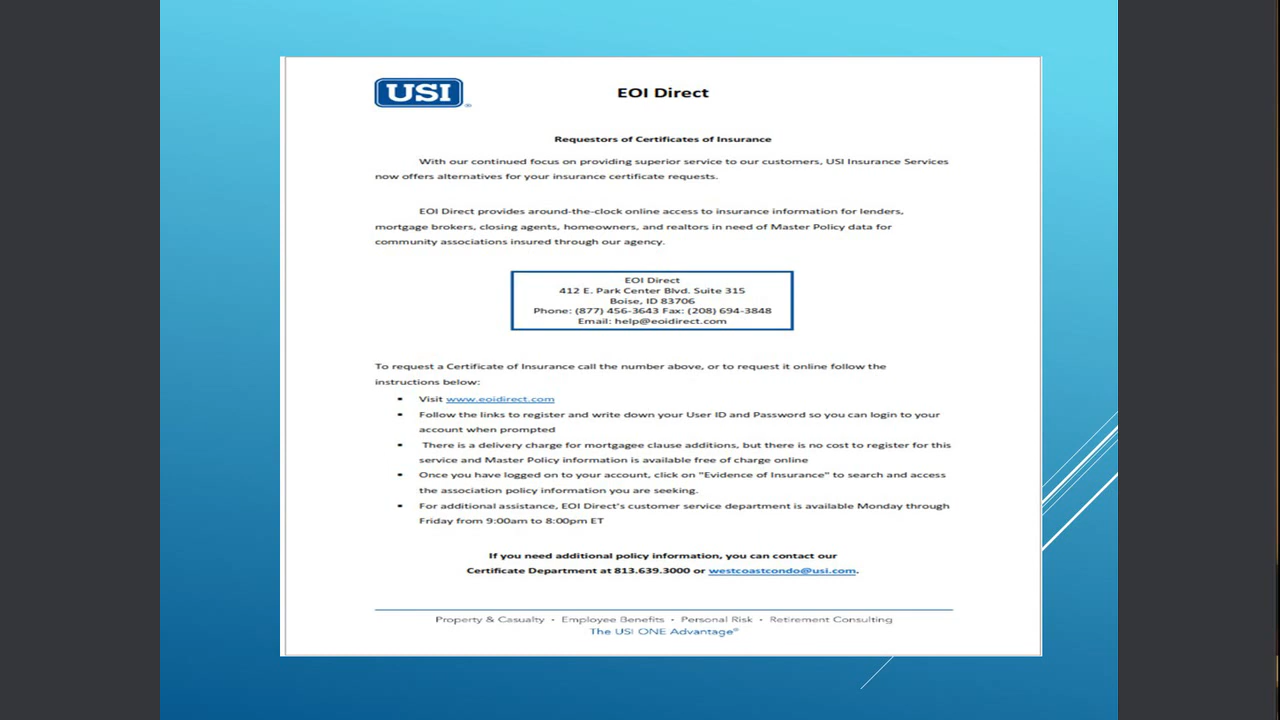 USI
EOI Direct
Requestors of Certificates of Insurance
With our continued focus on providing superior service to our customers, USI Insurance Services
now offers alternatives for your insurance certificate requests.
EOI Direct provides around-the-clock online access to insurance information for lenders,
mortgage brokers, closing agents, homeowners, and realtors in need of Master Policy data for
community associations insured through our agency.
EOI Direct
412 E. Park Center Blvd. Suite 315
Boise, ID 83706
Phone: (877) 456-3643 Fax: (208) 694-3848
Email: help@eoidirect.com
To request a Certificate of Insurance call the number above, or to request it online follow the
instructions below:
• Visit www.eoidirect.com
• Follow the links to register and write down your User ID and Password so you can login to your
account when prompted
• There is a delivery charge for mortgagee clause additions, but there is no cost to register for this
service and Master Policy information is available free of charge online
• Once you have logged on to your account, click on "Evidence of Insurance" to search and access
the association policy information you are seeking.
• For additional assistance, EOI Direct's customer service department is available Monday through
Friday from 9:00am to 8:00pm ET
If you need additional policy information, you can contact our
Certificate Department at 813.639.3000 or westcoastcondo@usi.com.
Property & Casualty • Employee Benefits • Personal Risk • Retirement Consulting
The USI ONE Advantage®